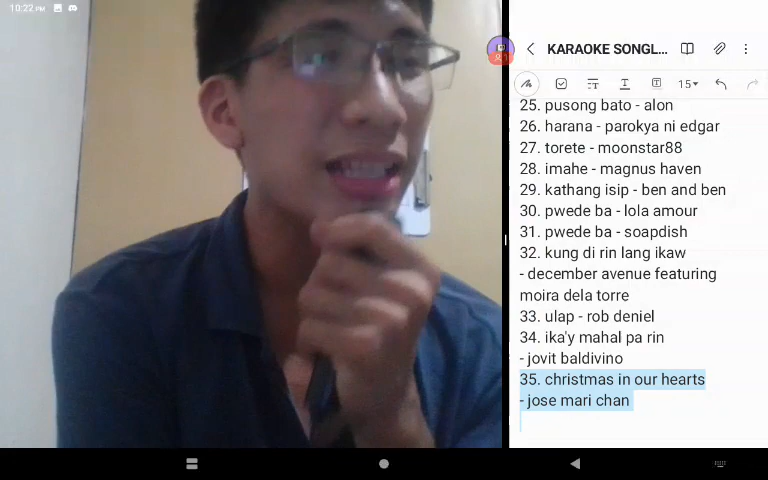 10:22 PM
KARAOKE SONGL...
15
25. pusong bato - alon
26. harana - parokya ni edgar
27. torete - moonstar88
28. imahe - magnus haven
29. kathang isip - ben and ben
30. pwede ba - lola amour
31. pwede ba - soapdish
32. kung di rin lang ikaw
- december avenue featuring
moira dela torre
33. ulap - rob deniel
34. ika'y mahal pa rin
- jovit baldivino
35. christmas in our hearts
- jose mari chan